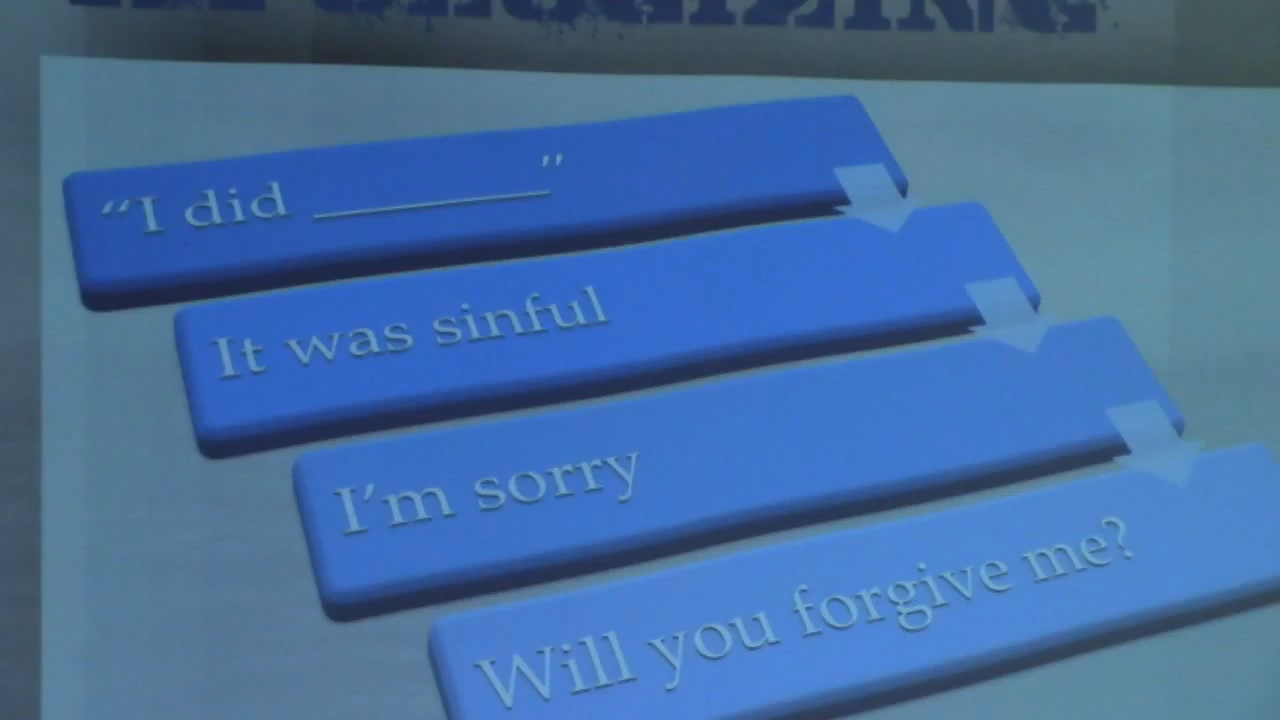 “I did ________”
It was sinful
I’m sorry
Will you forgive me?